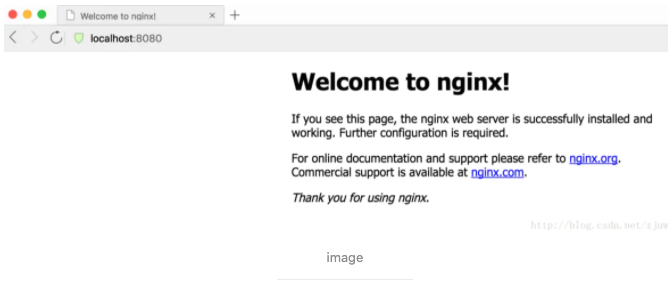 Welcome to nginx!
localhost:8080
Welcome to nginx!
If you see this page, the nginx web server is successfully installed and
working. Further configuration is required.
For online documentation and support please refer to nginx.org.
Commercial support is available at nginx.com.
Thank you for using nginx.
http://blog.csdn.net/zjuw
image